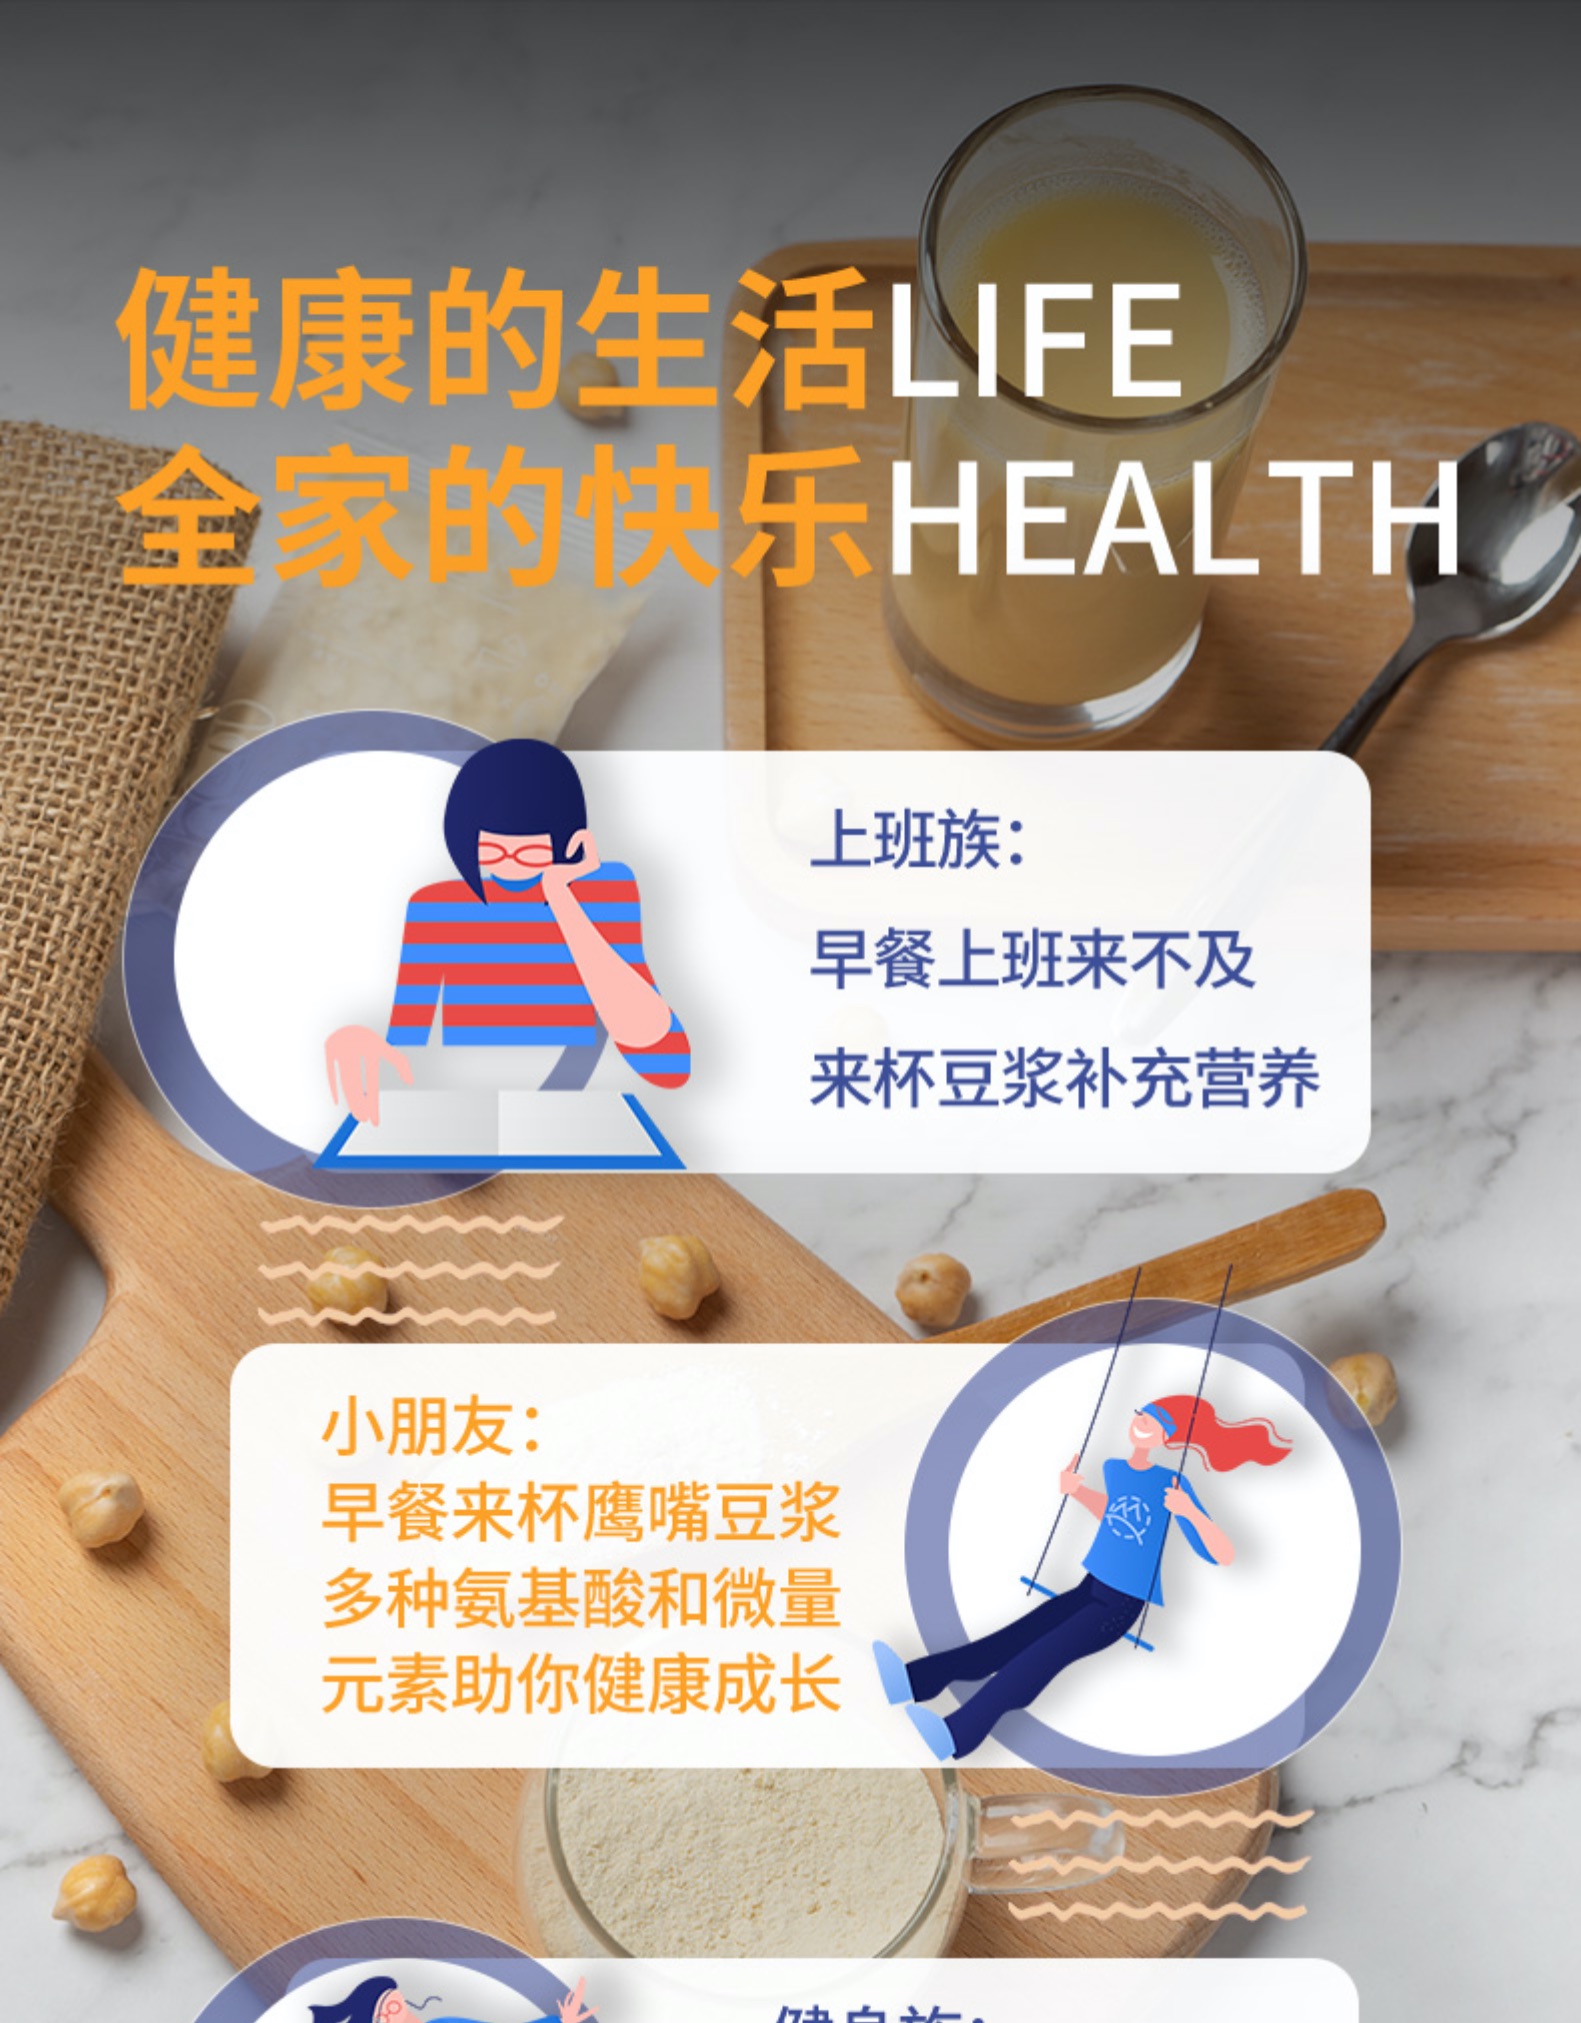 健康的生活LIFE
全家的快乐HEALTH
上班族：
早餐上班来不及
来杯豆浆补充营养
小朋友：
早餐来杯鹰嘴豆浆
多种氨基酸和微量
元素助你健康成长
健身族：